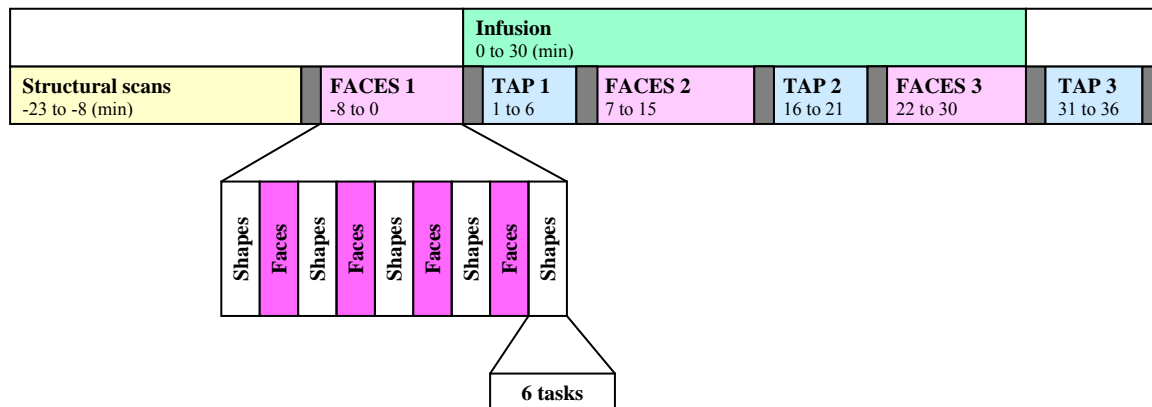 Infusion
0 to 30 (min)
Structural scans
-23 to -8 (min)
FACES 1
-8 to 0
TAP 1
1 to 6
FACES 2
7 to 15
TAP 2
16 to 21
FACES 3
22 to 30
TAP 3
31 to 36
Shapes
Faces
Shapes
Faces
Shapes
Faces
Shapes
Faces
Shapes
6 tasks